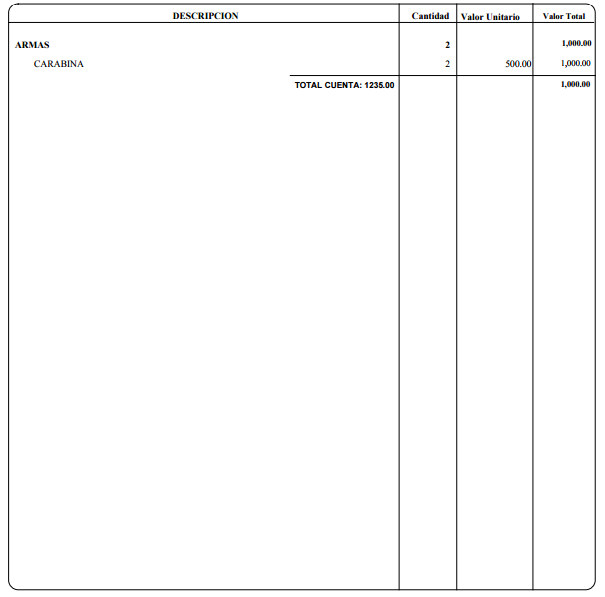 DESCRIPCION Cantidad Valor Unitario Valor Total
ARMAS 2 1,000.00
CARABINA 2 500.00 1,000.00
TOTAL CUENTA: 1235.00 1,000.00